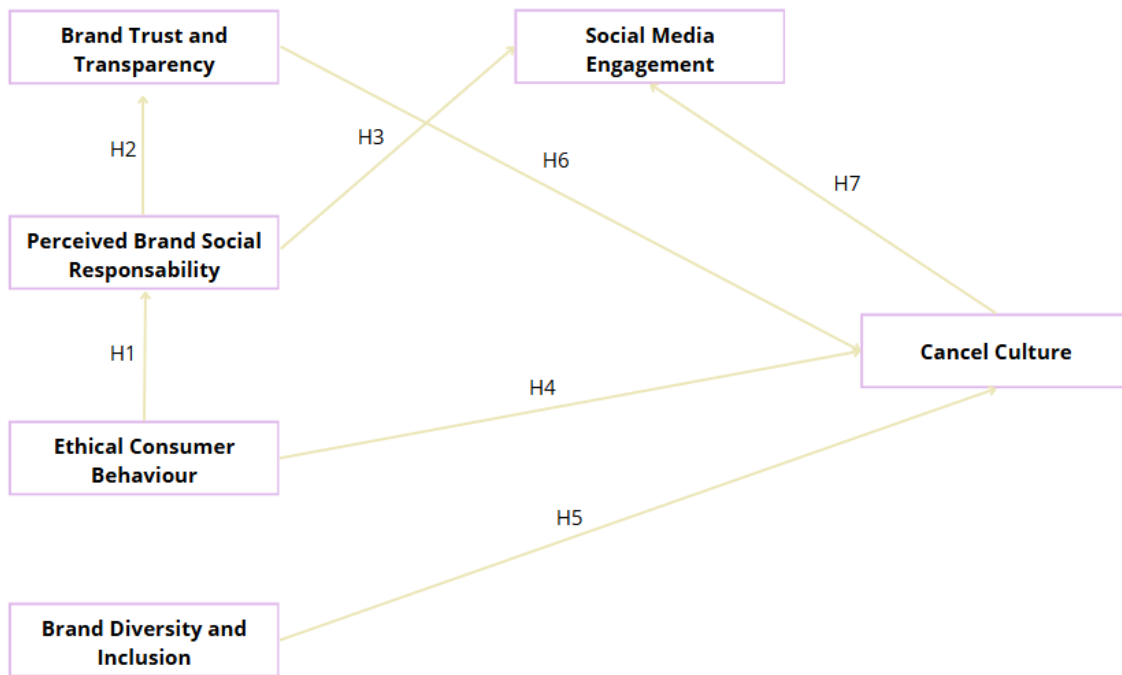 Brand Trust and
Transparency
Social Media
Engagement
H2
H3
H6
H7
Perceived Brand Social
Responsability
H1
Cancel Culture
H4
Ethical Consumer
Behaviour
H5
Brand Diversity and
Inclusion